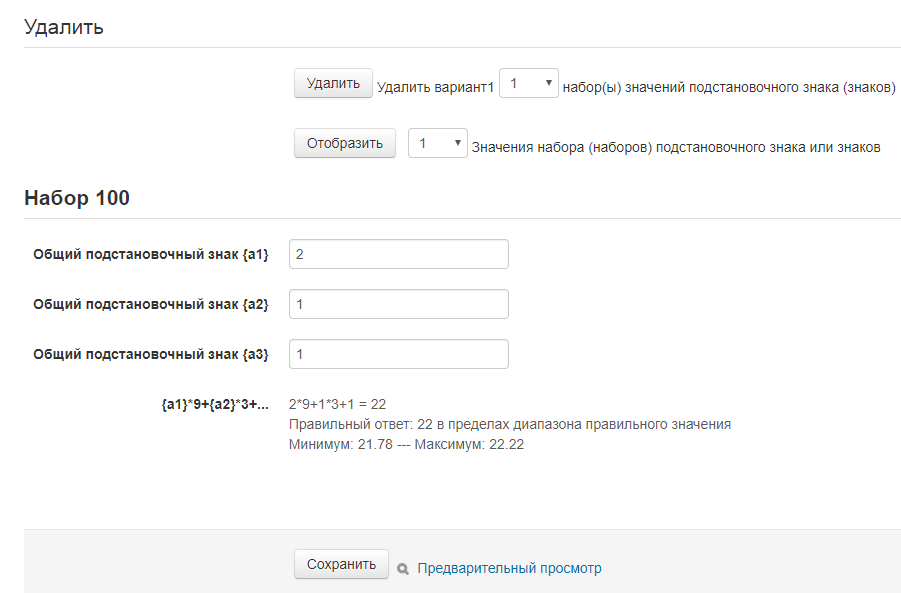 Удалить
Удалить Удалить вариант1 1 набор(ы) значений подстановочного знака (знаков)
Отобразить 1 Значения набора (наборов) подстановочного знака или знаков
Набор 100
Общий подстановочный знак {a1} 2
Общий подстановочный знак {a2} 1
Общий подстановочный знак {a3} 1
{a1}*9+{a2}*3+... 2*9+1*3+1 = 22
Правильный ответ: 22 в пределах диапазона правильного значения
Минимум: 21.78 --- Максимум: 22.22
Сохранить Предварительный просмотр